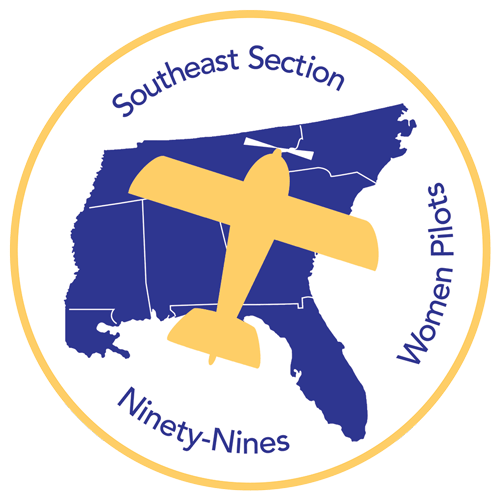 Southeast Section
Women Pilots
Ninety-Nines